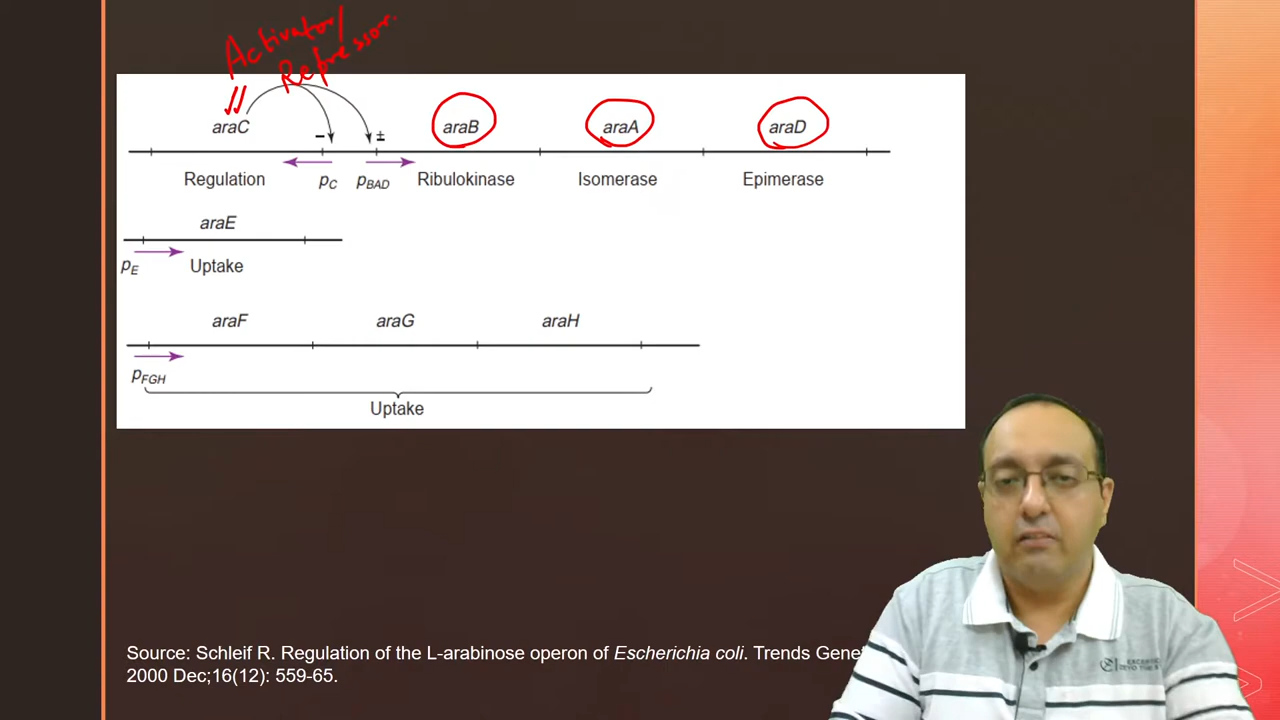 Activator/
Repressor.
araC araB araA araD
– ±
Regulation pC pBAD Ribulokinase Isomerase Epimerase
araE
pE Uptake
araF araG araH
pFGH
Uptake
Source: Schleif R. Regulation of the L-arabinose operon of Escherichia coli. Trends Genet
2000 Dec;16(12): 559-65.